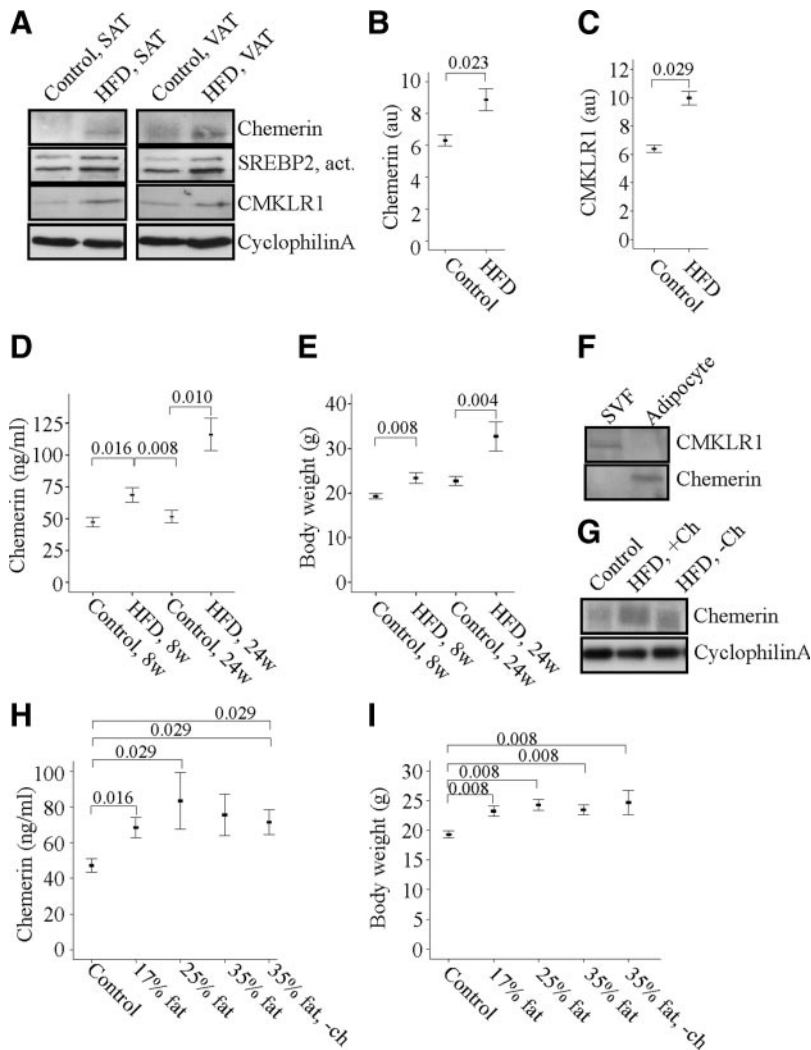 A
Control, SAT
HFD, SAT
Control, VAT
HFD, VAT
Chemerin
SREBP2, act.
CMKLR1
CyclophilinA
B
0.023
Chemerin (au)
10
8
6
4
2
0
Control
HFD
C
0.029
CMKLR1 (au)
12
10
8
6
4
2
0
Control
HFD
D
0.010
0.016
0.008
Chemerin (ng/ml)
125
100
75
50
25
0
Control, 8w
HFD, 8w
Control, 24w
HFD, 24w
E
0.004
0.008
Body weight (g)
40
30
20
10
0
Control, 8w
HFD, 8w
Control, 24w
HFD, 24w
F
SVF
Adipocyte
CMKLR1
Chemerin
G
Control
HFD, +Ch
HFD, -Ch
Chemerin
CyclophilinA
H
0.029
0.029
0.029
0.016
Chemerin (ng/ml)
100
80
60
40
20
0
Control
17% fat
25% fat
35% fat
35% fat, -ch
I
0.008
0.008
0.008
0.008
Body weight (g)
30
25
20
15
10
5
0
Control
17% fat
25% fat
35% fat
35% fat, -ch